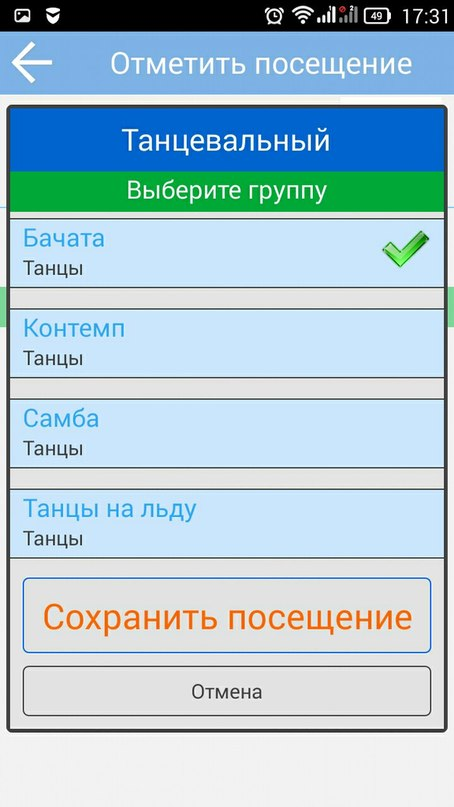 49 17:31
Отметить посещение
Танцевальный
Выберите группу
Бачата
Танцы
Контемп
Танцы
Самба
Танцы
Танцы на льду
Танцы
Сохранить посещение
Отмена